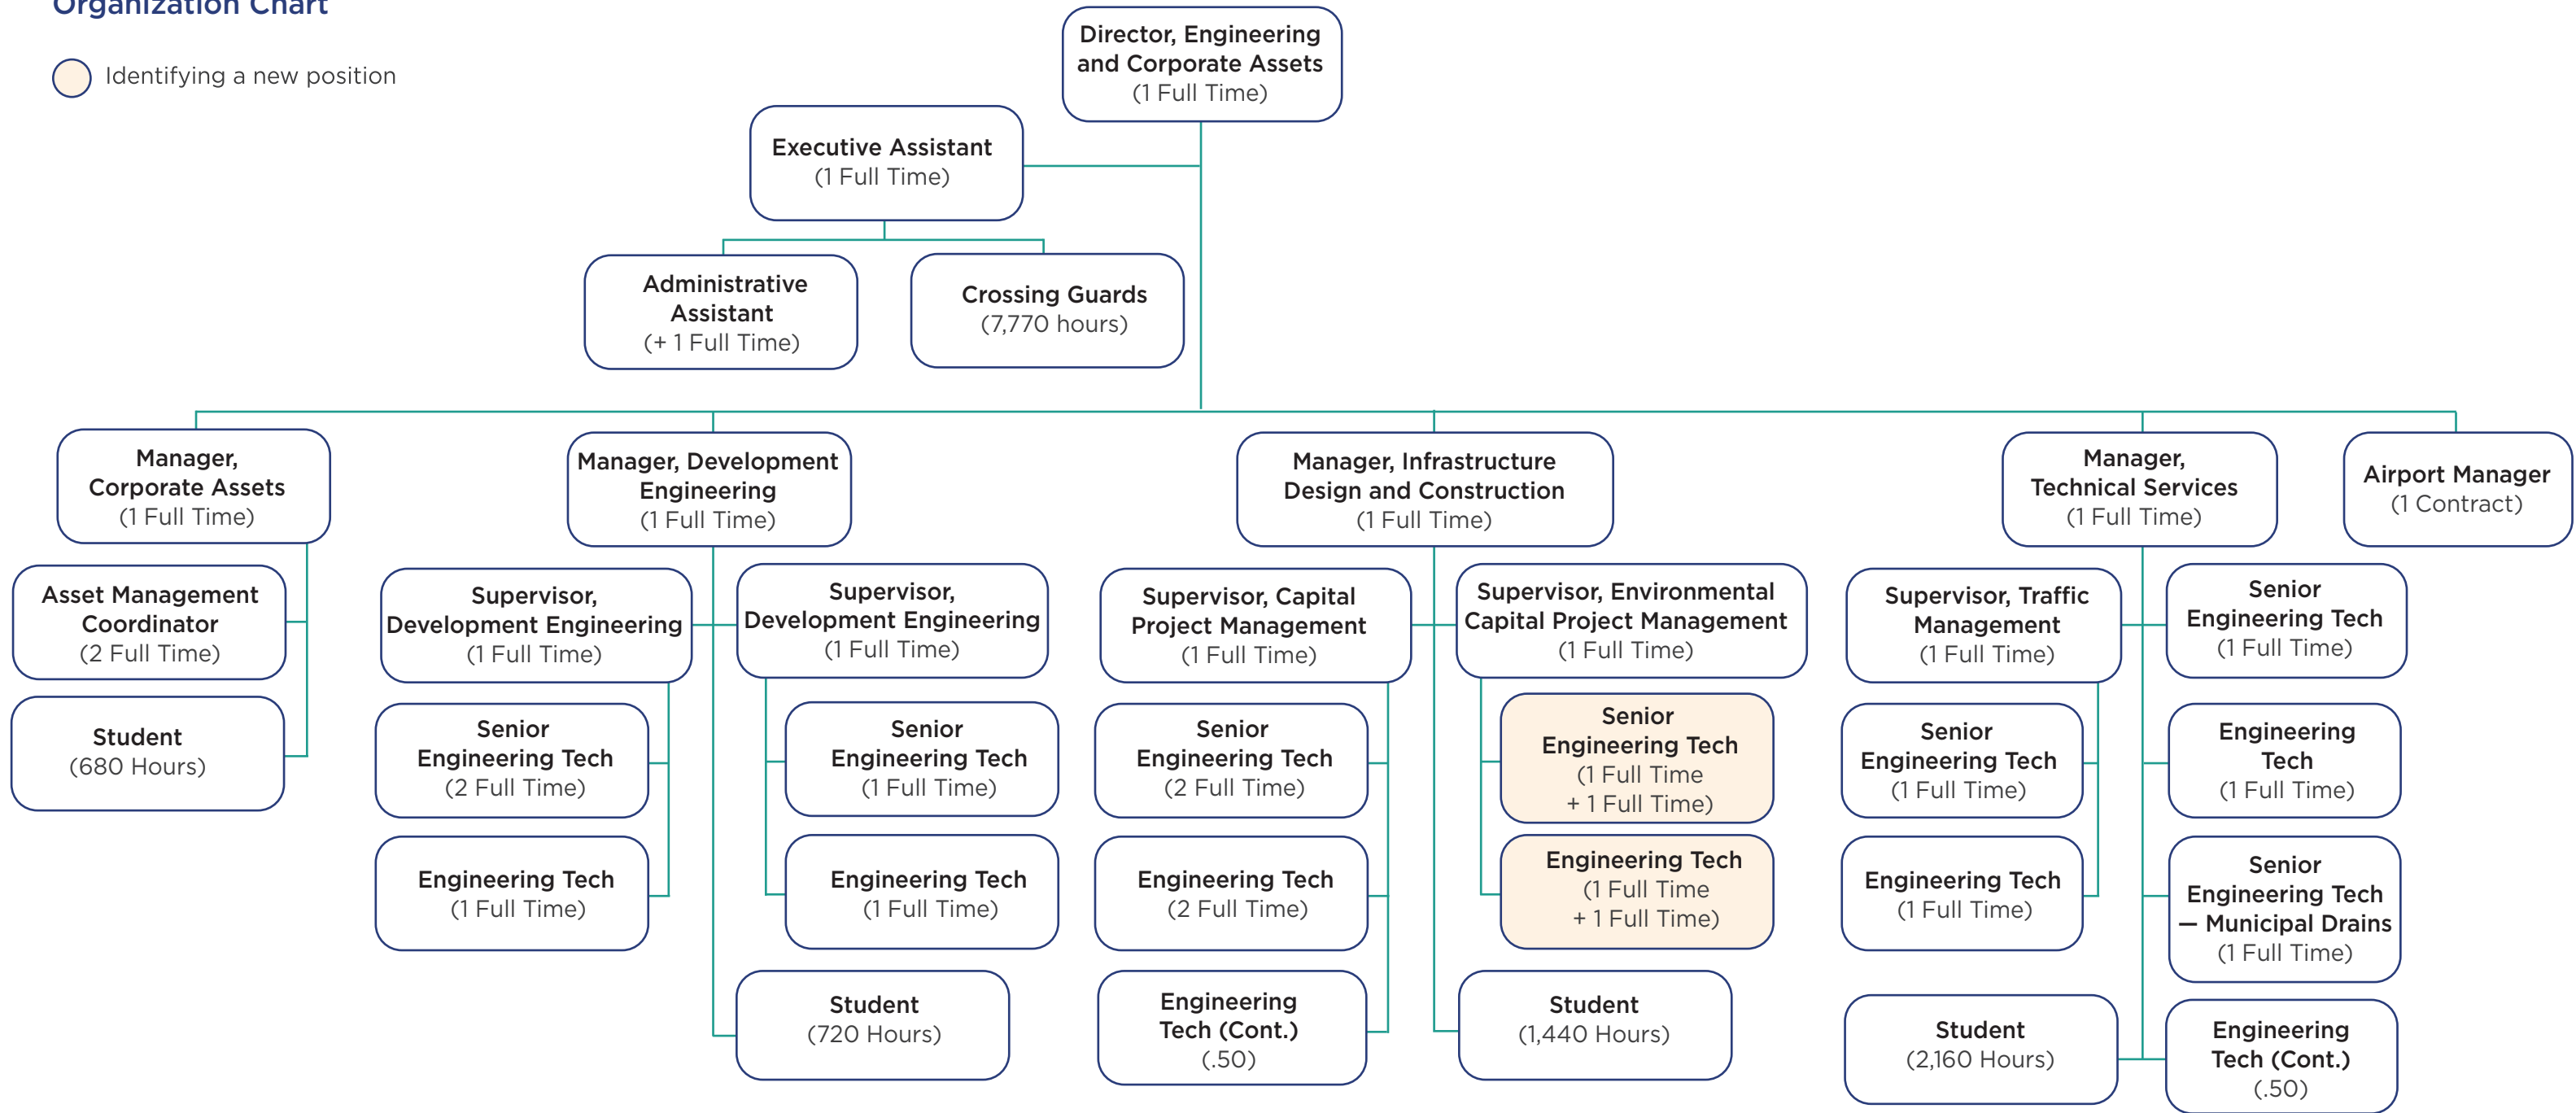 Organization Chart
Identifying a new position
Director, Engineering
and Corporate Assets
(1 Full Time)
Executive Assistant
(1 Full Time)
Administrative
Assistant
(+ 1 Full Time)
Crossing Guards
(7,770 hours)
Manager,
Corporate Assets
(1 Full Time)
Asset Management
Coordinator
(2 Full Time)
Student
(680 Hours)
Manager, Development
Engineering
(1 Full Time)
Supervisor,
Development Engineering
(1 Full Time)
Senior
Engineering Tech
(2 Full Time)
Engineering Tech
(1 Full Time)
Supervisor,
Development Engineering
(1 Full Time)
Senior
Engineering Tech
(1 Full Time)
Engineering Tech
(1 Full Time)
Student
(720 Hours)
Manager, Infrastructure
Design and Construction
(1 Full Time)
Supervisor, Capital
Project Management
(1 Full Time)
Senior
Engineering Tech
(2 Full Time)
Engineering Tech
(2 Full Time)
Engineering
Tech (Cont.)
(.50)
Supervisor, Environmental
Capital Project Management
(1 Full Time)
Senior
Engineering Tech
(1 Full Time
+ 1 Full Time)
Engineering Tech
(1 Full Time
+ 1 Full Time)
Student
(1,440 Hours)
Manager,
Technical Services
(1 Full Time)
Supervisor, Traffic
Management
(1 Full Time)
Senior
Engineering Tech
(1 Full Time)
Engineering Tech
(1 Full Time)
Student
(2,160 Hours)
Senior
Engineering Tech
(1 Full Time)
Engineering
Tech
(1 Full Time)
Senior
Engineering Tech
— Municipal Drains
(1 Full Time)
Engineering
Tech (Cont.)
(.50)
Airport Manager
(1 Contract)